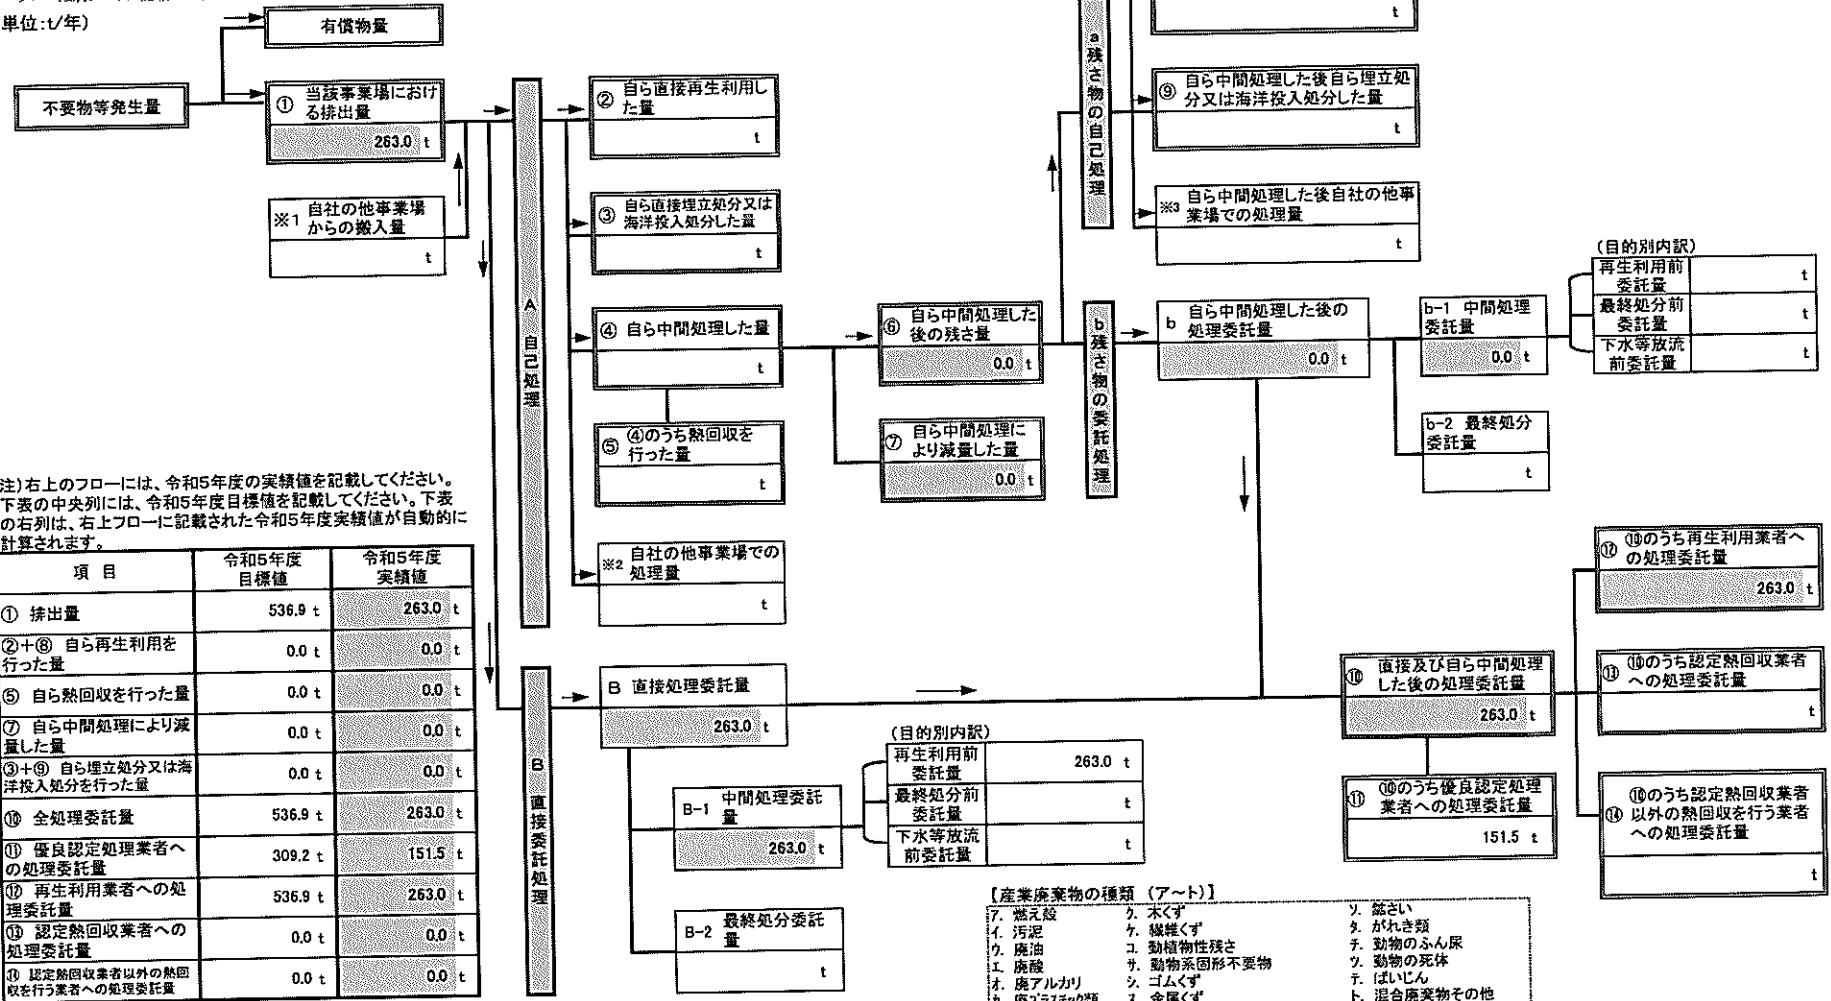 単位:t/年)
有償物量
不要物等発生量
① 当該事業場におけ
る排出量
263.0 t
※1 自社の他事業場
からの搬入量
t
A 自己処理
② 自ら直接再生利用し
た量
t
③ 自ら直接埋立処分又は
海洋投入処分した量
t
④ 自ら中間処理した量
t
⑤ ④のうち熱回収を
行った量
t
※2 自社の他事業場での
処理量
t
⑥ 自ら中間処理した
後の残さ量
0.0 t
⑦ 自ら中間処理に
より減量した量
0.0 t
a 残さ物の自己処理
t
⑨ 自ら中間処理した後自ら埋立処
分又は海洋投入処分した量
t
※3 自ら中間処理した後自社の他事
業場での処理量
t
b 残さ物の委託処理
b 自ら中間処理した後の
処理委託量
0.0 t
b-1 中間処理
委託量
0.0 t
(目的別内訳)
再生利用前
委託量 t
最終処分前
委託量 t
下水等放流
前委託量 t
b-2 最終処分
委託量
t
注)右上のフローには、令和5年度の実績値を記載してください。
下表の中央列には、令和5年度目標値を記載してください。下表
の右列は、右上フローに記載された令和5年度実績値が自動的に
計算されます。
項 目 令和5年度 目標値 令和5年度 実績値
① 排出量 536.9 t 263.0 t
②+⑧ 自ら再生利用を
行った量 0.0 t 0.0 t
⑤ 自ら熱回収を行った量 0.0 t 0.0 t
⑦ 自ら中間処理により減
量した量 0.0 t 0.0 t
③+⑨ 自ら埋立処分又は海
洋投入処分を行った量 0.0 t 0.0 t
⑩ 全処理委託量 536.9 t 263.0 t
⑪ 優良認定処理業者へ
の処理委託量 309.2 t 151.5 t
⑫ 再生利用業者への処
理委託量 536.9 t 263.0 t
⑬ 認定熱回収業者への
処理委託量 0.0 t 0.0 t
⑭ 認定熱回収業者以外の熱回
収を行う業者への処理委託量 0.0 t 0.0 t
B 直接委託処理
B 直接処理委託量
263.0 t
B-1 中間処理委託
量
263.0 t
(目的別内訳)
再生利用前
委託量 263.0 t
最終処分前
委託量 t
下水等放流
前委託量 t
B-2 最終処分委託
量
t
⑩ 直接及び自ら中間処理
した後の処理委託量
263.0 t
⑪ ⑩のうち優良認定処理
業者への処理委託量
151.5 t
⑫ ⑩のうち再生利用業者へ
の処理委託量
263.0 t
⑬ ⑩のうち認定熱回収業者
への処理委託量
t
⑭ ⑩のうち認定熱回収業者
以外の熱回収を行う業者
への処理委託量
t
【産業廃棄物の種類 (ア～ト)】
ア. 燃え殻 ク. 木くず ソ. 鉱さい
イ. 汚泥 ケ. 繊維くず タ. がれき類
ウ. 廃油 コ. 動植物性残さ チ. 動物のふん尿
エ. 廃酸 サ. 動物系固形不要物 ツ. 動物の死体
オ. 廃アルカリ シ. ゴムくず テ. ばいじん
カ. 廃プラスチック類 ス. 金属くず ト. 混合廃棄物その他